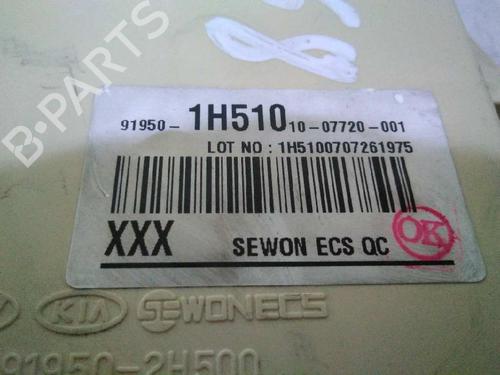 B-PARTS
91950-1H510 10-07720-001
LOT NO : 1H5100707261975
XXX SEWON ECS QC OK
KIA SEWONECS
91950-2H500